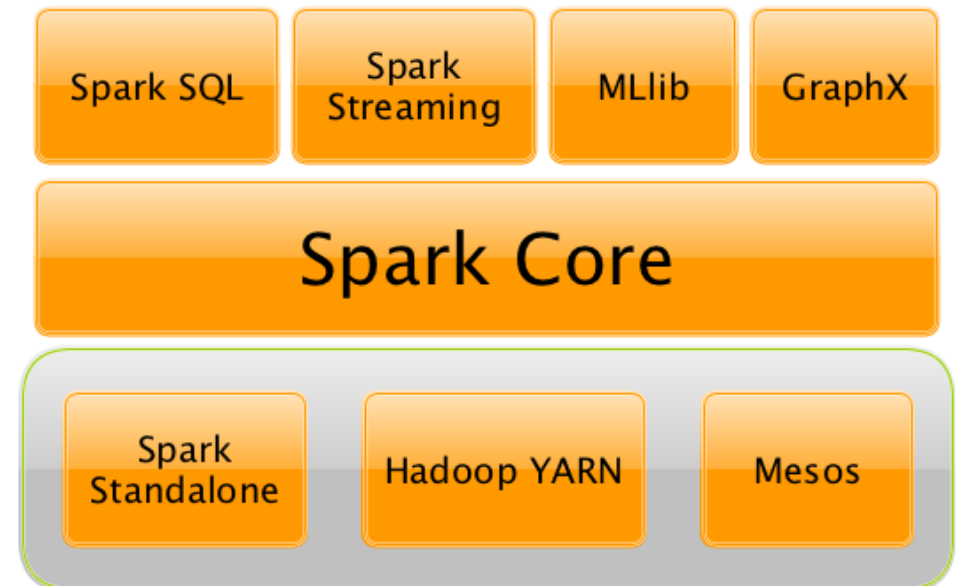 Spark SQL
Spark
Streaming
MLlib
GraphX
Spark Core
Spark
Standalone
Hadoop YARN
Mesos